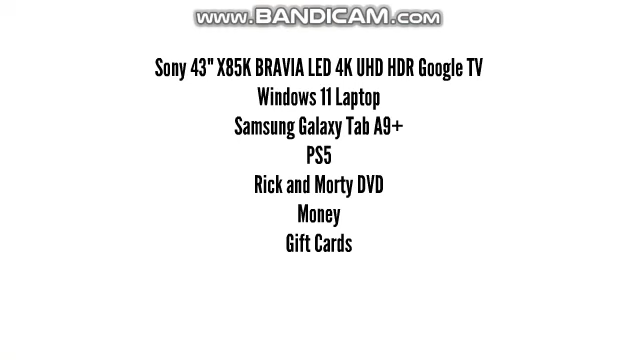 www.BANDICAM.com
Sony 43" X85K BRAVIA LED 4K UHD HDR Google TV
Windows 11 Laptop
Samsung Galaxy Tab A9+
PS5
Rick and Morty DVD
Money
Gift Cards